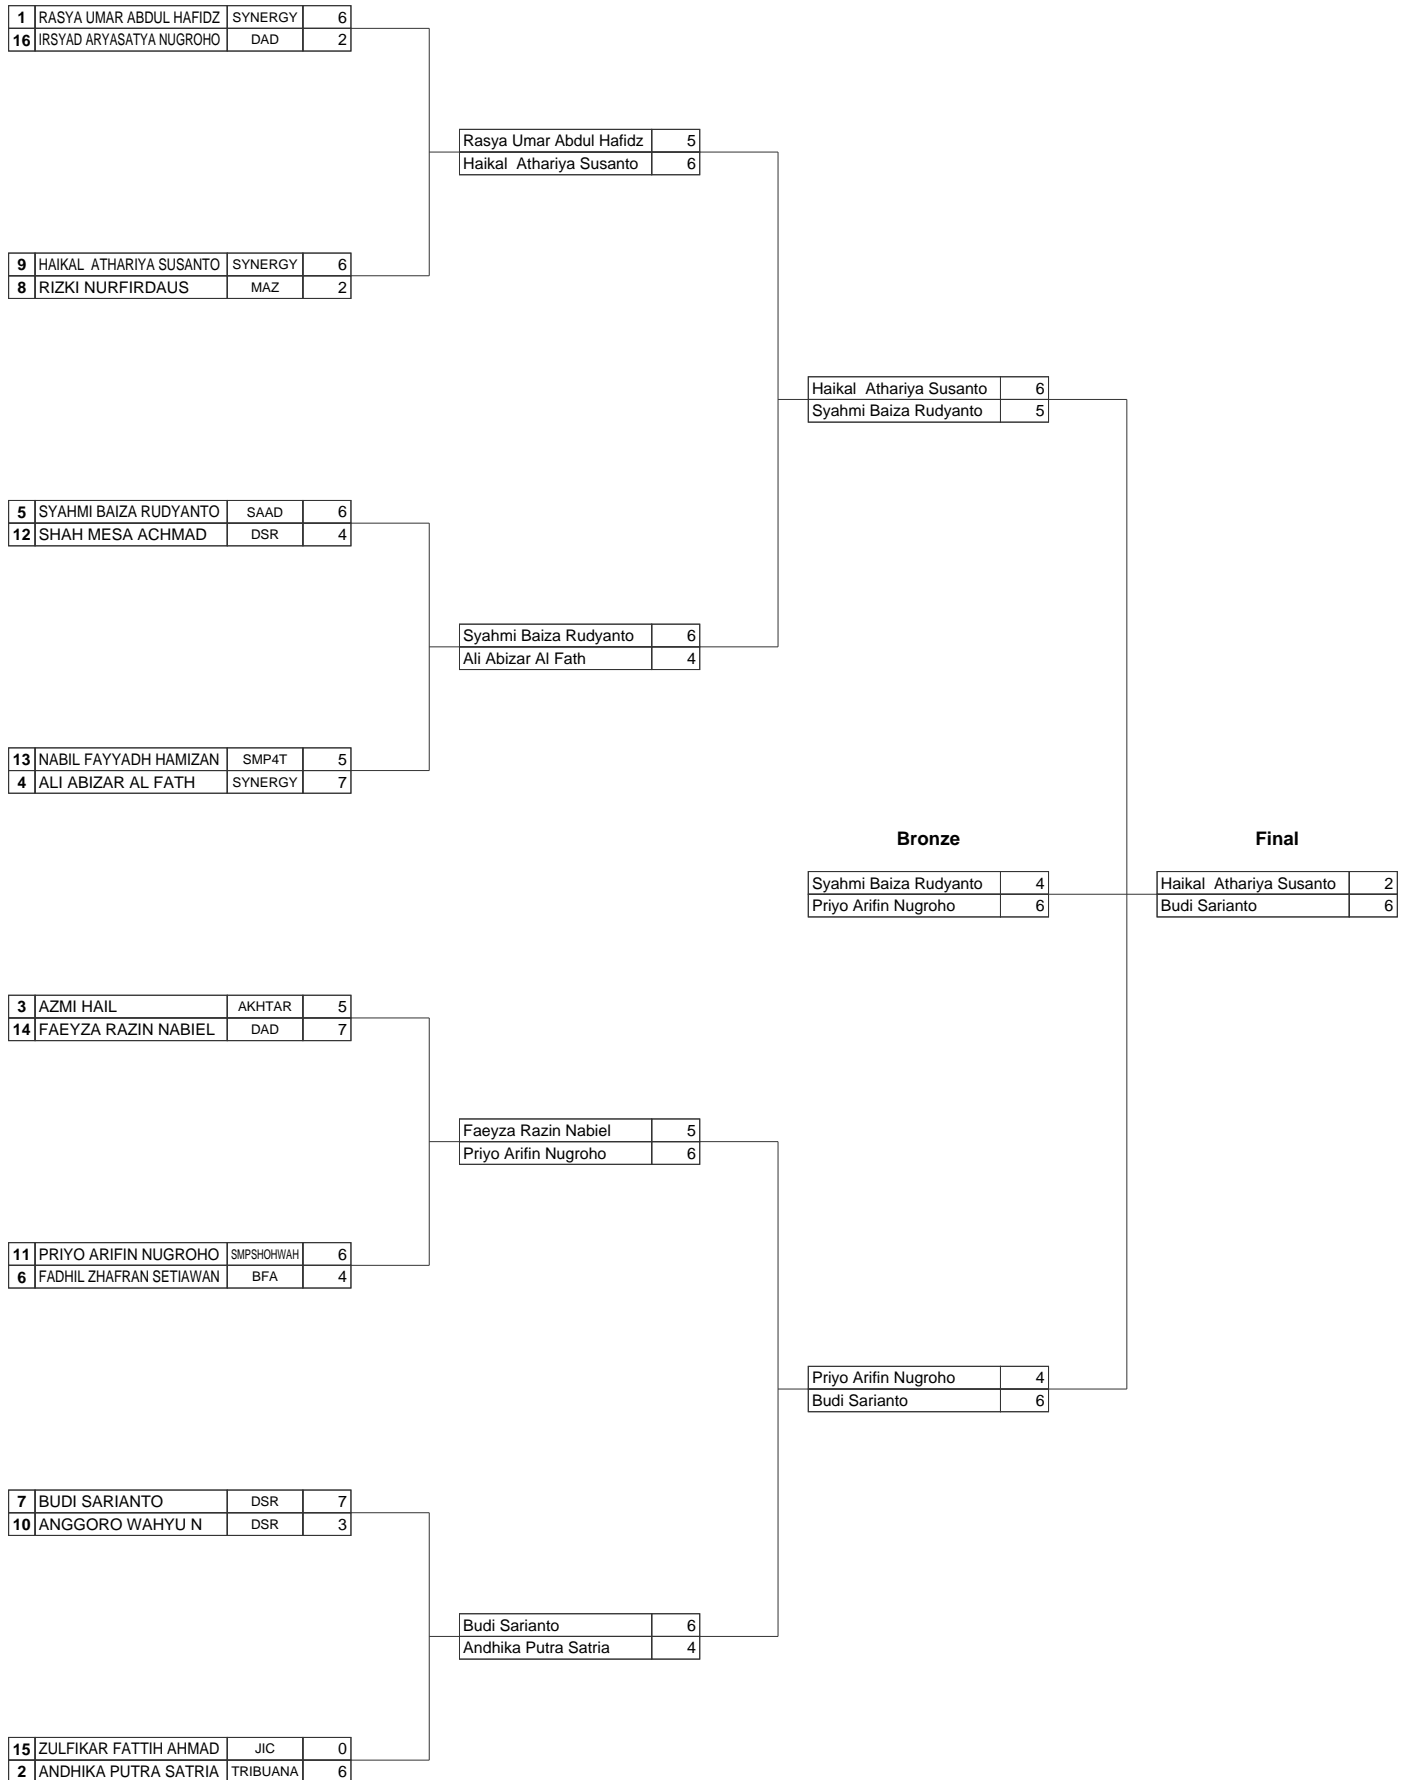 1 RASYA UMAR ABDUL HAFIDZ SYNERGY 6
16 IRSYAD ARYASATYA NUGROHO DAD 2
Rasya Umar Abdul Hafidz 5
Haikal Athariya Susanto 6
9 HAIKAL ATHARIYA SUSANTO SYNERGY 6
8 RIZKI NURFIRDAUS MAZ 2
Haikal Athariya Susanto 6
Syahmi Baiza Rudyanto 5
5 SYAHMI BAIZA RUDYANTO SAAD 6
12 SHAH MESA ACHMAD DSR 4
Syahmi Baiza Rudyanto 6
Ali Abizar Al Fath 4
13 NABIL FAYYADH HAMIZAN SMP4T 5
4 ALI ABIZAR AL FATH SYNERGY 7
Bronze Final
Syahmi Baiza Rudyanto 4 Haikal Athariya Susanto 2
Priyo Arifin Nugroho 6 Budi Sarianto 6
3 AZMI HAIL AKHTAR 5
14 FAEYZA RAZIN NABIEL DAD 7
Faeyza Razin Nabiel 5
Priyo Arifin Nugroho 6
11 PRIYO ARIFIN NUGROHO SMPSHOHWAH 6
6 FADHIL ZHAFRAN SETIAWAN BFA 4
Priyo Arifin Nugroho 4
Budi Sarianto 6
7 BUDI SARIANTO DSR 7
10 ANGGORO WAHYU N DSR 3
Budi Sarianto 6
Andhika Putra Satria 4
15 ZULFIKAR FATTIH AHMAD JIC 0
2 ANDHIKA PUTRA SATRIA TRIBUANA 6